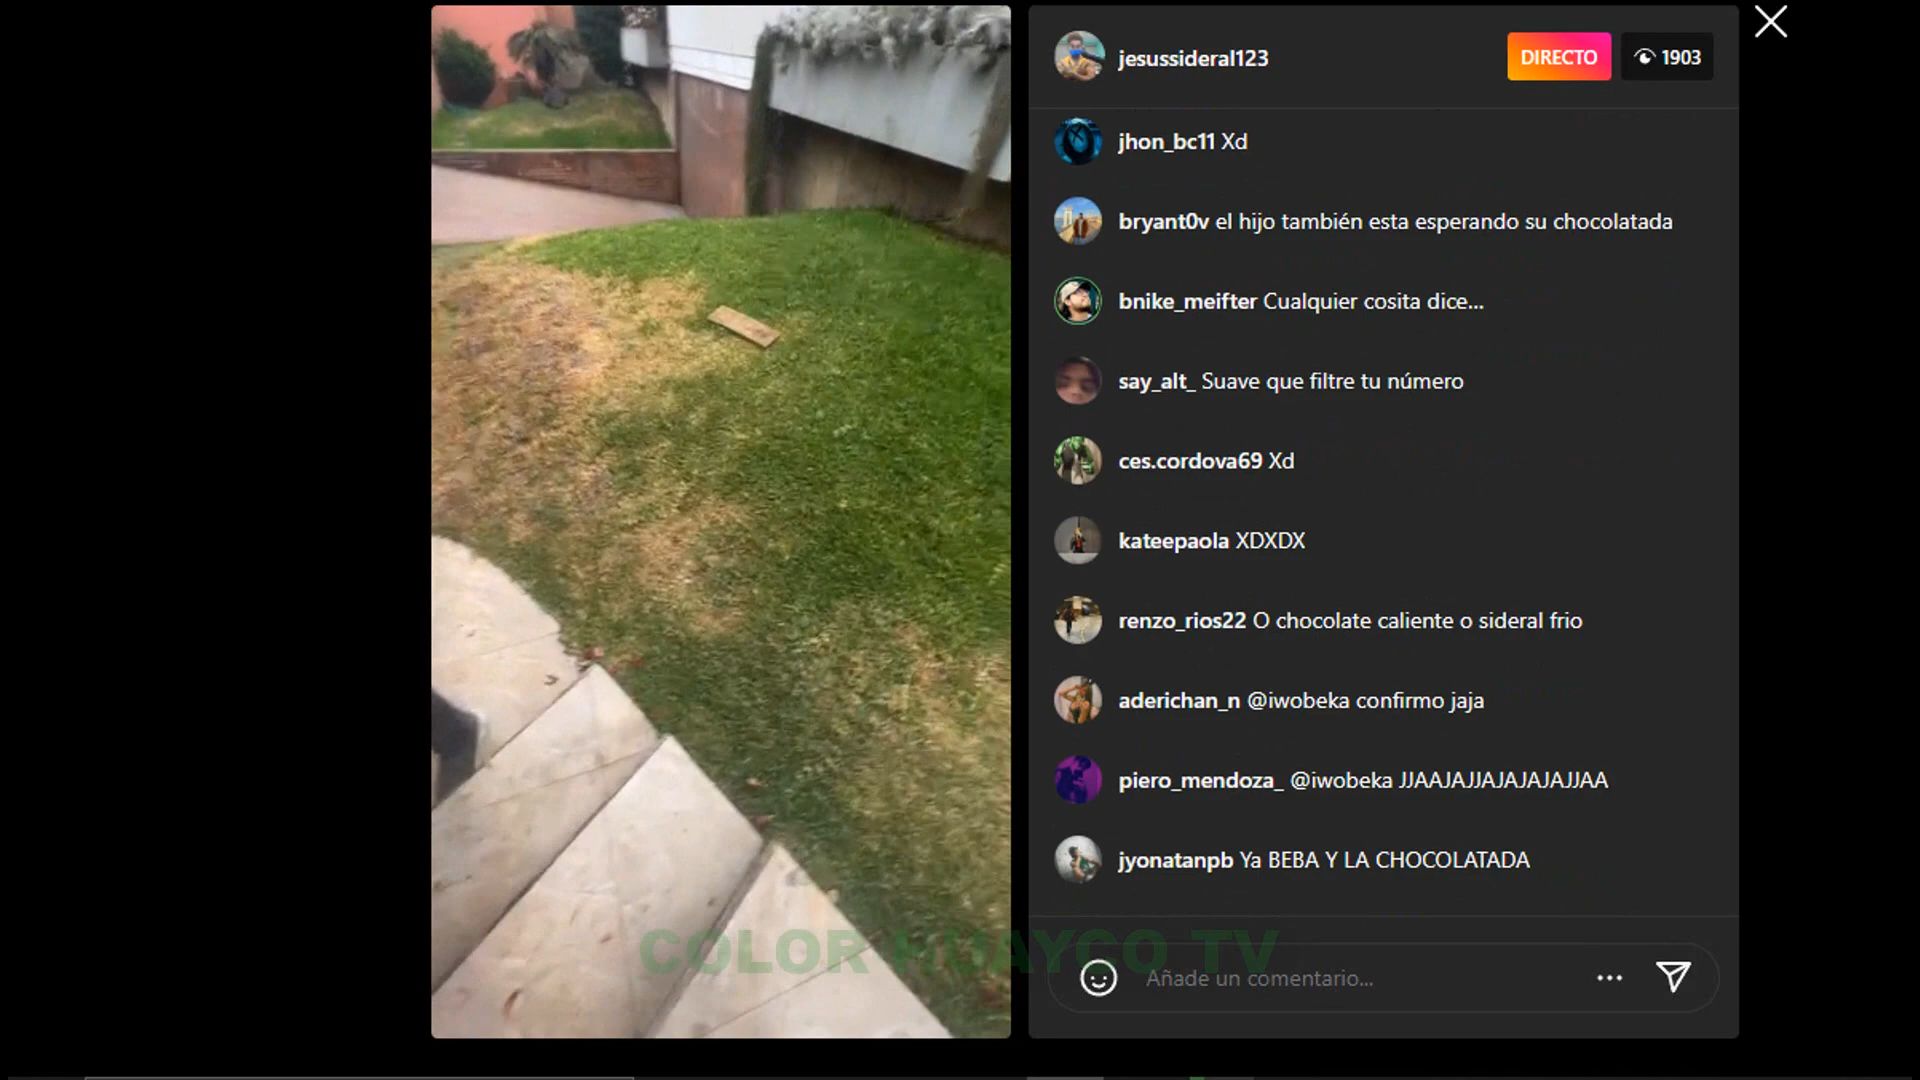 jesussideral123
DIRECTO
1903
jhon_bc11 Xd
bryant0v el hijo también esta esperando su chocolatada
bnike_meifter Cualquier cosita dice...
say_alt_ Suave que filtre tu número
ces.cordova69 Xd
kateepaola XDXDX
renzo_rios22 O chocolate caliente o sideral frio
aderichan_n @iwobeka confirmo jaja
piero_mendoza_ @iwobeka JJAAJAJJAJAJAJAJJAA
jyonatanpb Ya BEBA Y LA CHOCOLATADA
COLOR HUAYCO TV
Añade un comentario...